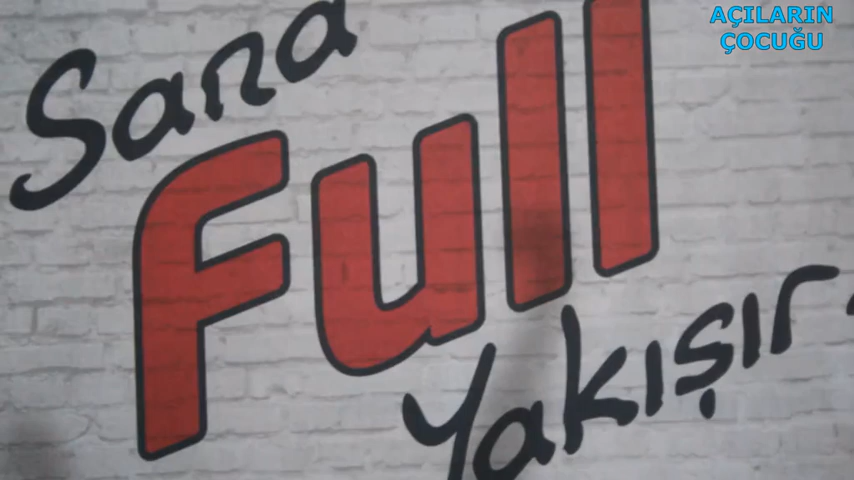 AÇILARIN
ÇOCUĞU
Sana
Full
Yakışır